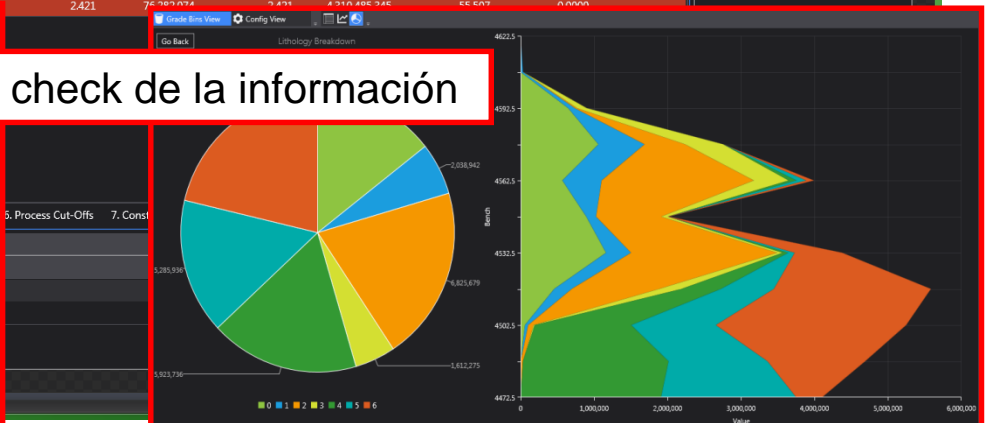 2.421 76,282,074 2.421 4,310,485,345 55,507 0.0000
Grade Bins View Config View
Go Back Lithology Breakdown
check de la información
2,038,942
6,825,679
1,612,275
5,923,736
5,285,936
0 1 2 3 4 5 6
4622.5
4592.5
4562.5
4532.5
4502.5
4472.5
Bench
0 1,000,000 2,000,000 3,000,000 4,000,000 5,000,000 6,000,000
Value
6. Process Cut-Offs 7. Const